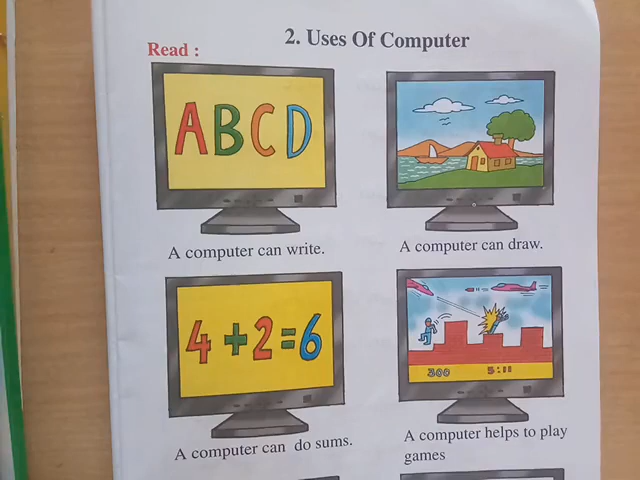 2. Uses Of Computer
Read :
ABCD
A computer can write.
A computer can draw.
4+2=6
300 5:11
A computer can do sums.
A computer helps to play
games